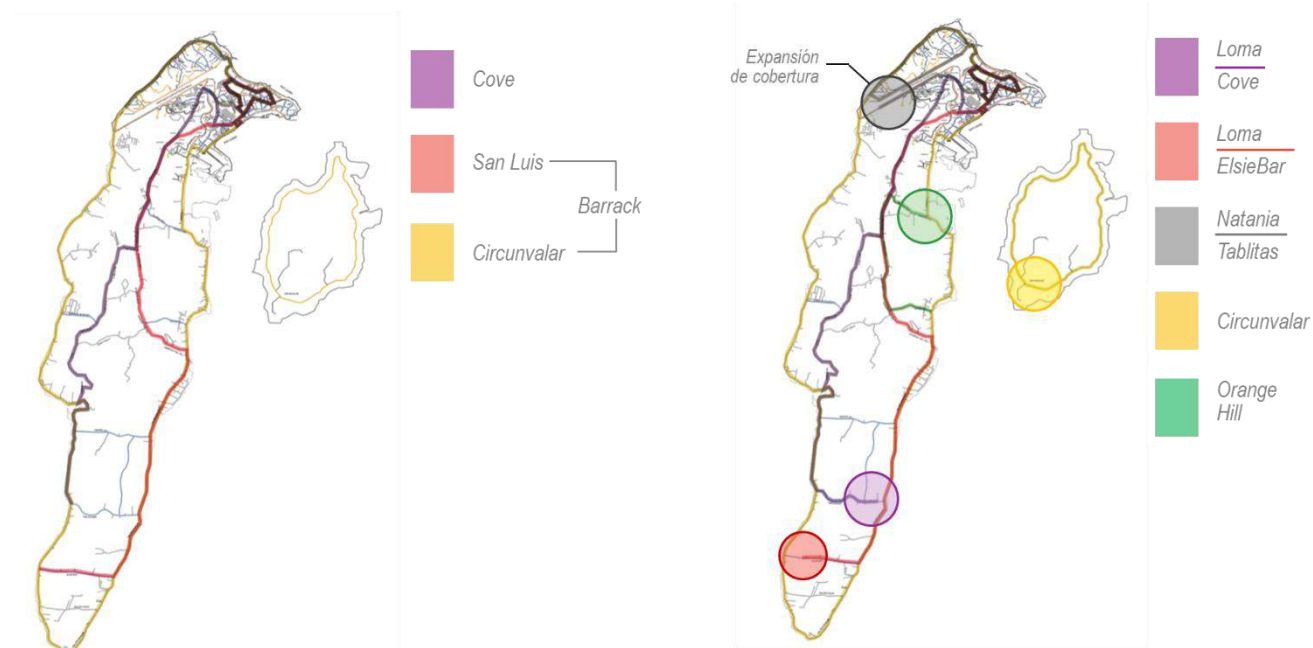 Cove
San Luis
Barrack
Circunvalar
Expansión
de cobertura
Loma
Cove
Loma
ElsieBar
Natania
Tablitas
Circunvalar
Orange
Hill